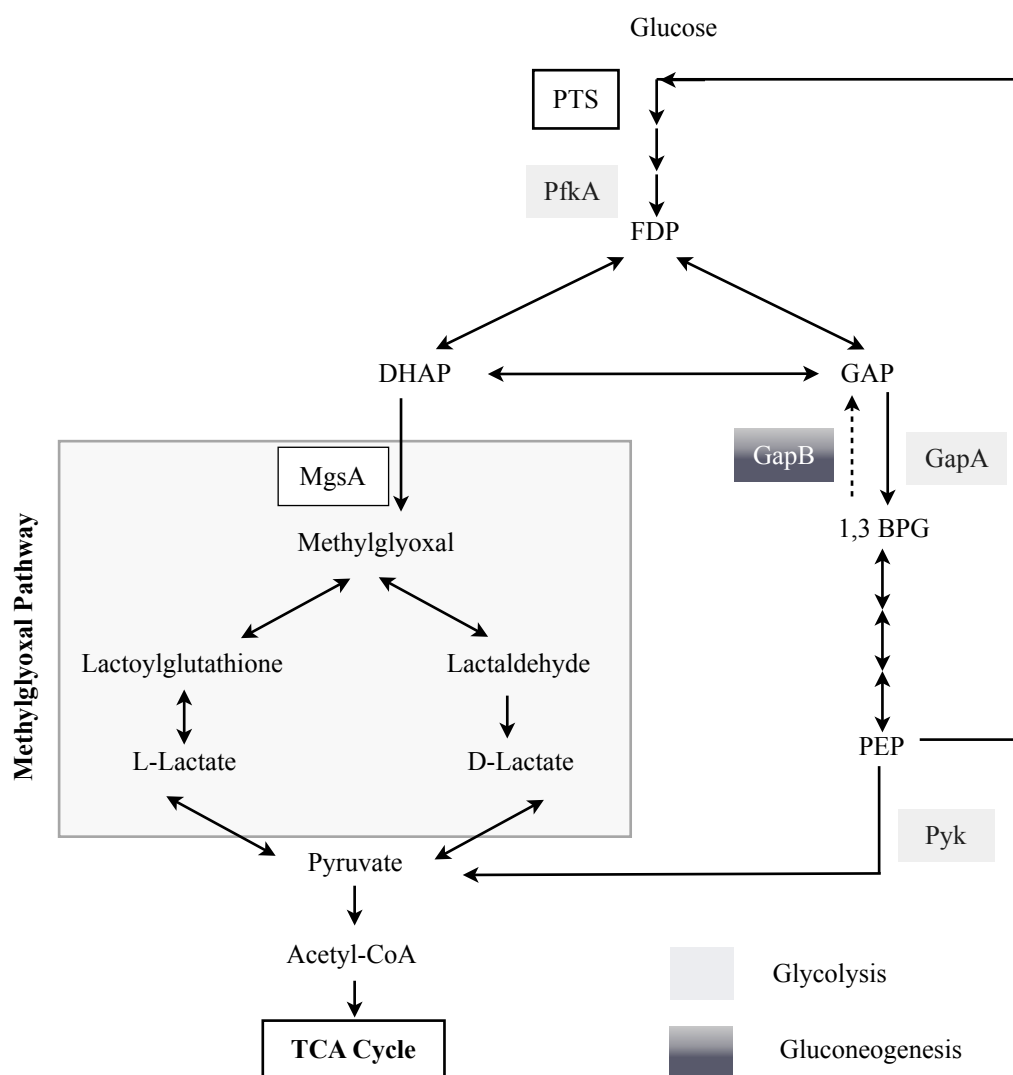 Glucose
PTS
PfkA
FDP
DHAP
GAP
GapB
GapA
MgsA
1,3 BPG
Methylglyoxal
Methylglyoxal Pathway
Lactoylglutathione
Lactaldehyde
L-Lactate
D-Lactate
PEP
Pyk
Pyruvate
Acetyl-CoA
Glycolysis
TCA Cycle
Gluconeogenesis